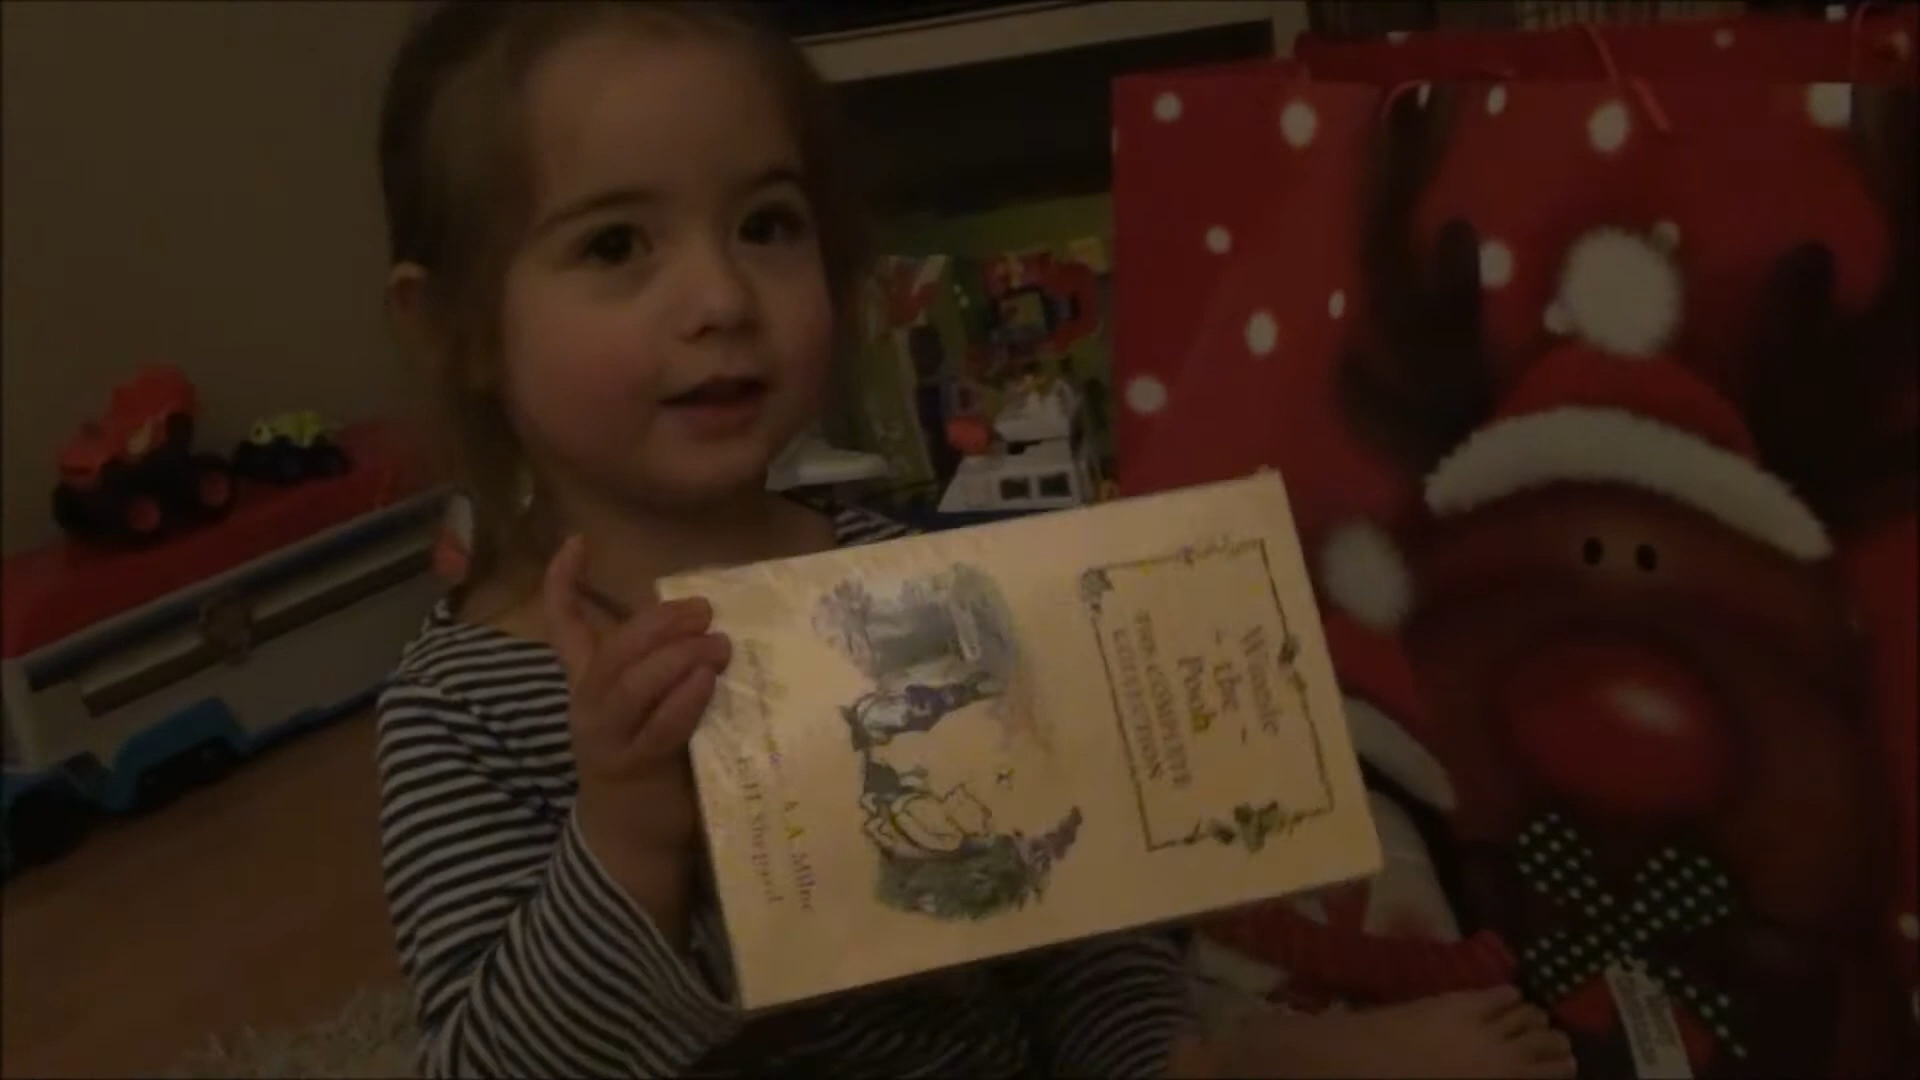 Winnie
- the -
Pooh
THE COMPLETE
COLLECTION
A.A. Milne
E.H. Shepard